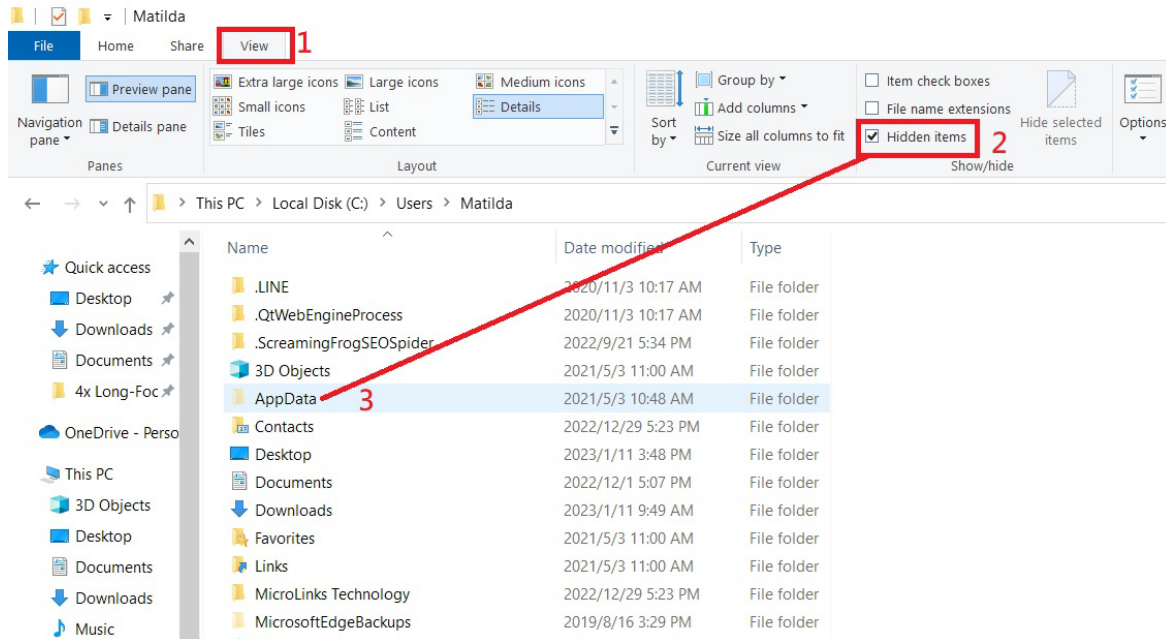 Matilda
File Home Share View 1
Preview pane
Details pane
Navigation
pane
Panes
Extra large icons Large icons Medium icons
Small icons List Details
Tiles Content
Layout
Sort
by
Group by
Add columns
Size all columns to fit
Current view
Item check boxes
File name extensions
Hidden items 2
Hide selected
items
Show/hide
Options
This PC > Local Disk (C:) > Users > Matilda
Quick access
Desktop
Downloads
Documents
4x Long-Foc
OneDrive - Perso
This PC
3D Objects
Desktop
Documents
Downloads
Music
Name Date modified Type
.LINE 2020/11/3 10:17 AM File folder
.QtWebEngineProcess 2020/11/3 10:17 AM File folder
.ScreamingFrogSEOSpider 2022/9/21 5:34 PM File folder
3D Objects 2021/5/3 11:00 AM File folder
AppData 3 2021/5/3 10:48 AM File folder
Contacts 2022/12/29 5:23 PM File folder
Desktop 2023/1/11 3:48 PM File folder
Documents 2022/12/1 5:07 PM File folder
Downloads 2023/1/11 9:49 AM File folder
Favorites 2021/5/3 11:00 AM File folder
Links 2021/5/3 11:00 AM File folder
MicroLinks Technology 2022/12/29 5:23 PM File folder
MicrosoftEdgeBackups 2019/8/16 3:29 PM File folder